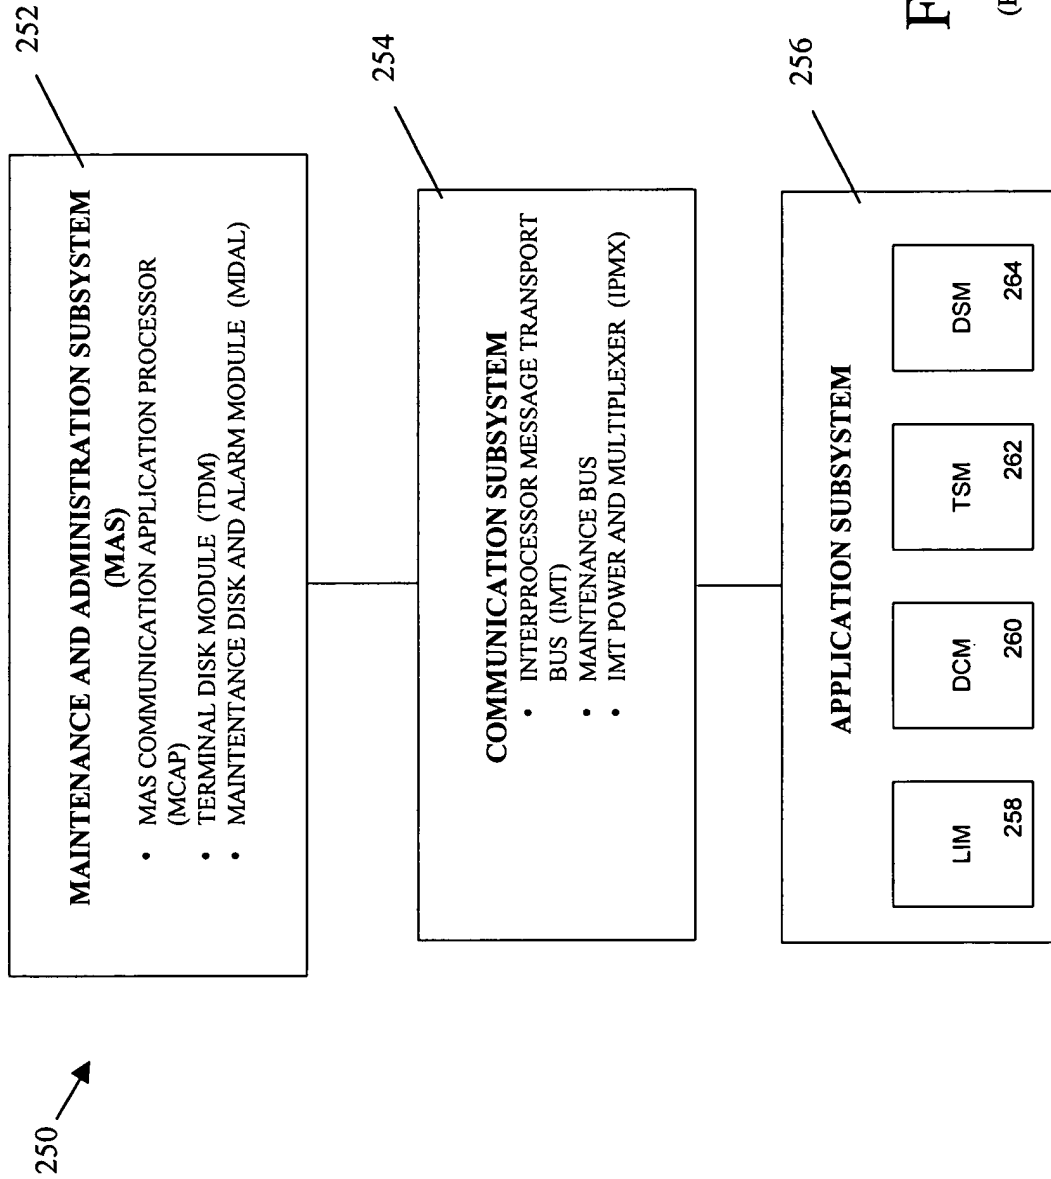 250
252
MAINTENANCE AND ADMINISTRATION SUBSYSTEM
(MAS)
• MAS COMMUNICATION APPLICATION PROCESSOR
(MCAP)
• TERMINAL DISK MODULE (TDM)
• MAINTENTANCE DISK AND ALARM MODULE (MDAL)
254
COMMUNICATION SUBSYSTEM
• INTERPROCESSOR MESSAGE TRANSPORT
BUS (IMT)
• MAINTENANCE BUS
• IMT POWER AND MULTIPLEXER (IPMX)
256
APPLICATION SUBSYSTEM
LIM
258
DCM
260
TSM
262
DSM
264